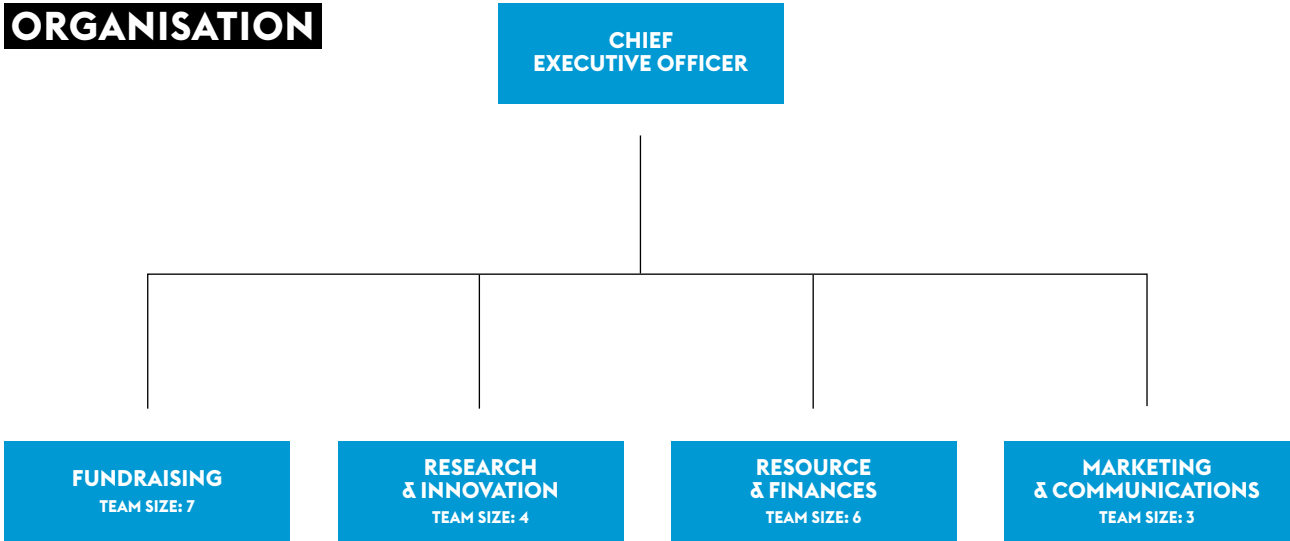 ORGANISATION
CHIEF
EXECUTIVE OFFICER
FUNDRAISING
TEAM SIZE: 7
RESEARCH
& INNOVATION
TEAM SIZE: 4
RESOURCE
& FINANCES
TEAM SIZE: 6
MARKETING
& COMMUNICATIONS
TEAM SIZE: 3